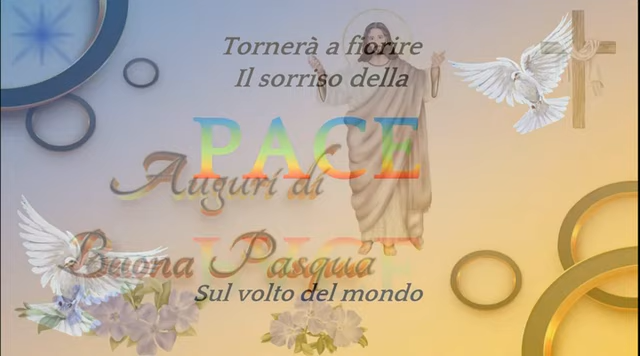 Tornerà a fiorire
Il sorriso della
PACE
Auguri di
Buona Pasqua
Sul volto del mondo